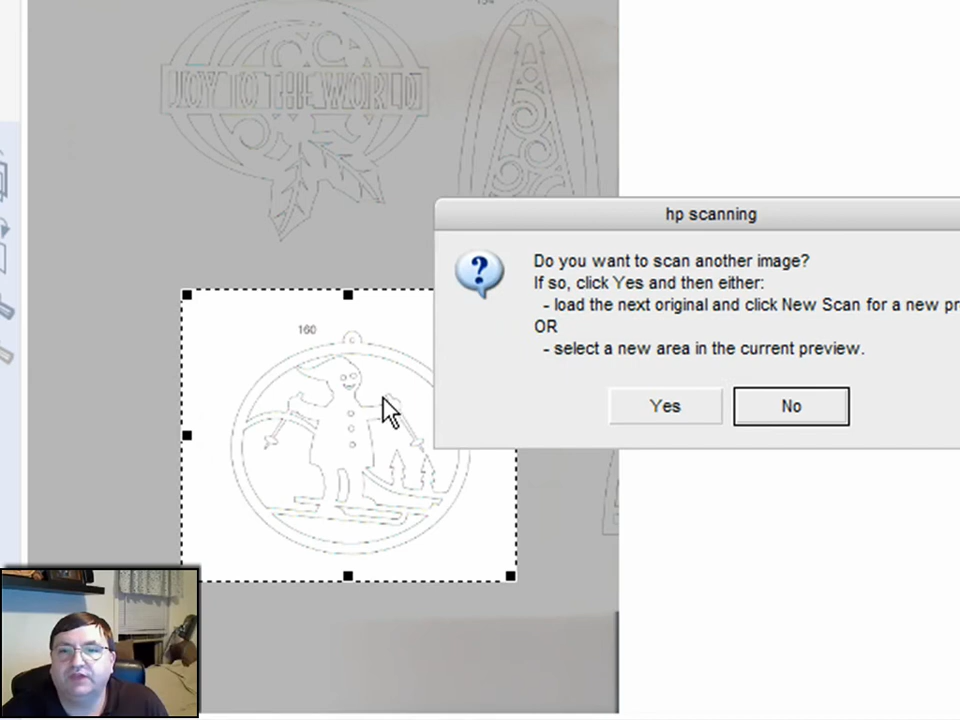 154
JOY TO THE WORLD
hp scanning
Do you want to scan another image?
If so, click Yes and then either:
- load the next original and click New Scan for a new
OR
- select a new area in the current preview.
160
Yes
No